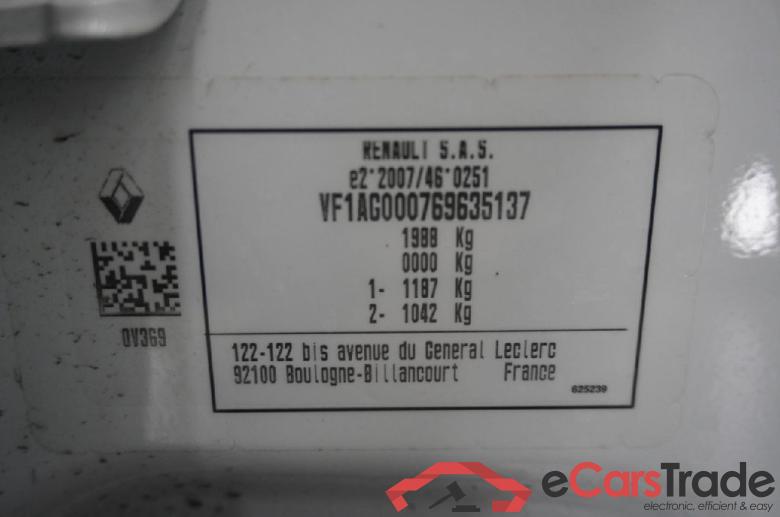 RENAULT S.A.S.
e2*2007/46*0251
VF1AG000769635137
1988 Kg
0000 Kg
1- 1187 Kg
2- 1042 Kg
0V369
122-122 bis avenue du General Leclerc
92100 Boulogne-Billancourt France
625239
eCarsTrade
electronic, efficient & easy